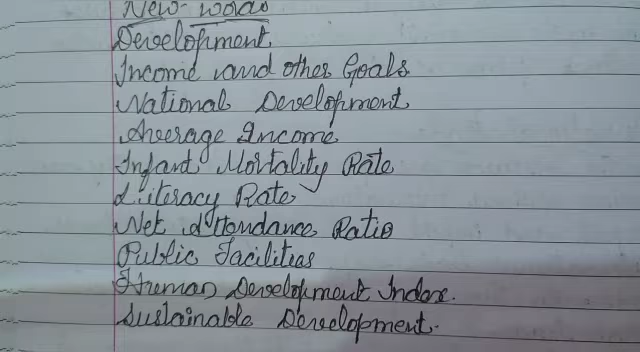 New-words
Development
Income and other Goals
National Development
Average Income
Infant Mortality Rate
Literacy Rate
Net Attendance Ratio
Public Facilities
Human Development Index.
Sustainable Development.